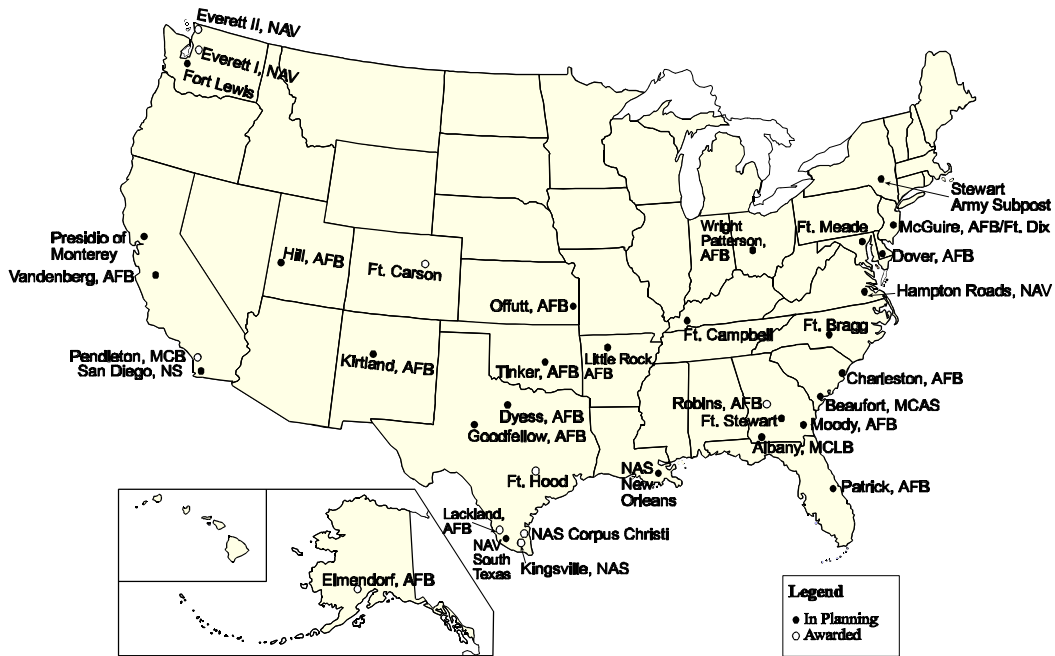 Everett II, NAV
Everett I, NAV
Fort Lewis
Stewart
Army Subpost
Presidio of
Monterey
Hill, AFB
Ft. Carson
Wright
Patterson,
AFB
Ft. Meade
McGuire, AFB/Ft. Dix
Dover, AFB
Vandenberg, AFB
Offutt, AFB
Hampton Roads, NAV
Ft. Campbell
Ft. Bragg
Pendleton, MCB
San Diego, NS
Kirtland, AFB
Tinker, AFB
Little Rock,
AFB
Charleston, AFB
Robins, AFB
Beaufort, MCAS
Dyess, AFB
Ft. Stewart
Moody, AFB
Goodfellow, AFB
Albany, MCLB
Ft. Hood
NAS
New
Orleans
Patrick, AFB
Lackland,
AFB
NAS Corpus Christi
NAV
South
Texas
Kingsville, NAS
Elmendorf, AFB
Legend
In Planning
Awarded